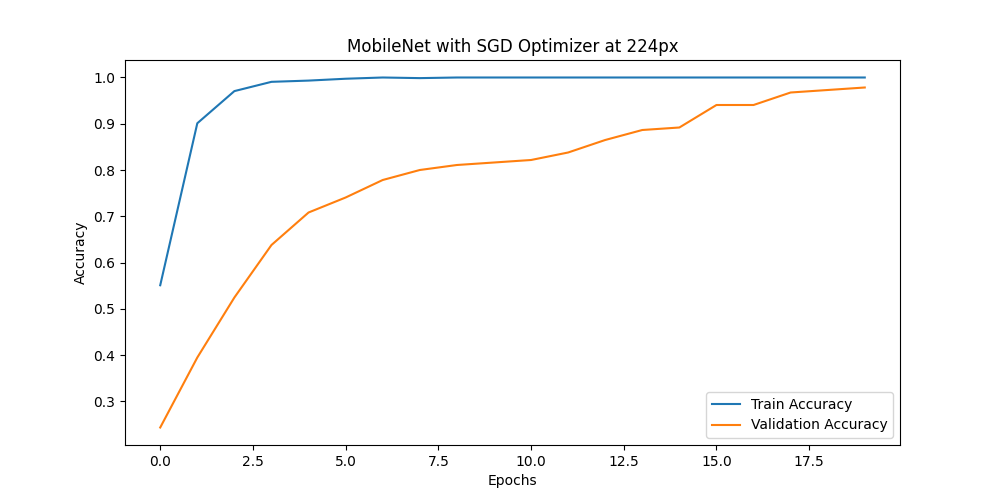 MobileNet with SGD Optimizer at 224px
Accuracy
1.0
0.9
0.8
0.7
0.6
0.5
0.4
0.3
0.0 2.5 5.0 7.5 10.0 12.5 15.0 17.5
Epochs
Train Accuracy
Validation Accuracy